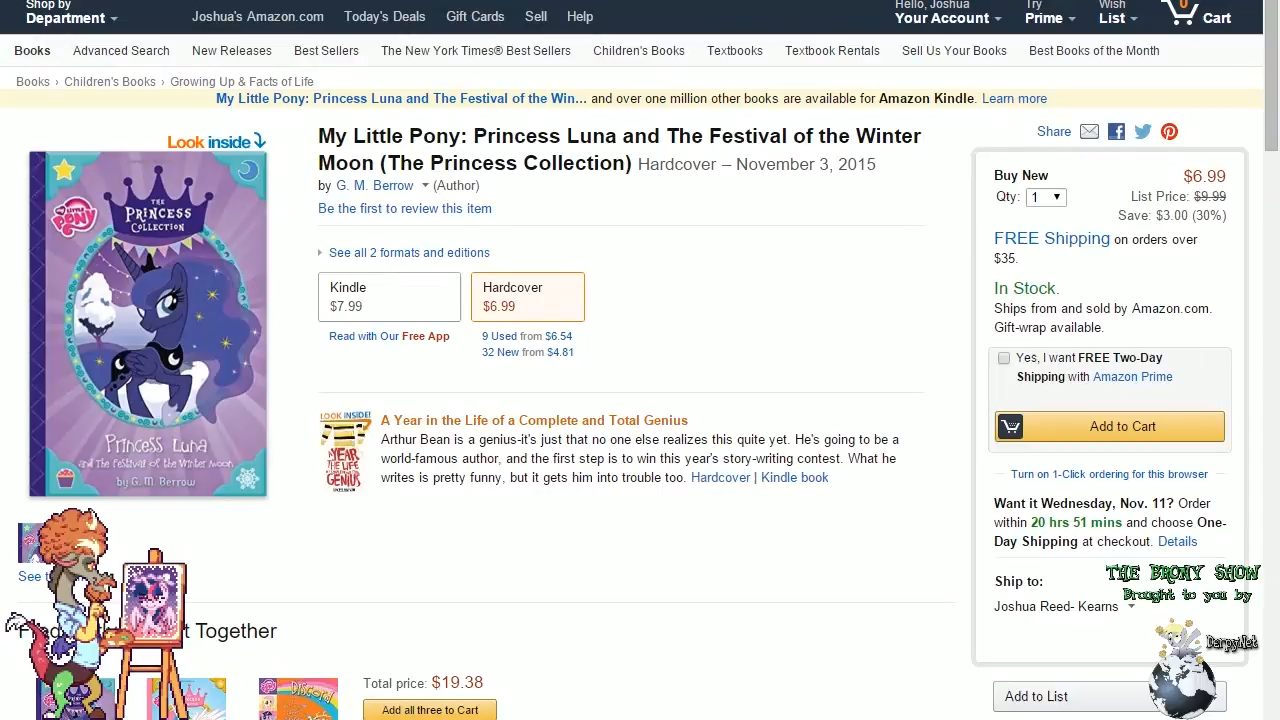 Shop by
Department
Joshua's Amazon.com
Today's Deals
Gift Cards
Sell
Help
Hello, Joshua
Your Account
Try
Prime
Wish
List
0
Cart
Books
Advanced Search
New Releases
Best Sellers
The New York Times® Best Sellers
Children's Books
Textbooks
Textbook Rentals
Sell Us Your Books
Best Books of the Month
Books › Children's Books › Growing Up & Facts of Life
My Little Pony: Princess Luna and The Festival of the Win... and over one million other books are available for Amazon Kindle. Learn more
Look inside
My Little Pony
THE
PRINCESS
COLLECTION
Princess Luna
and The Festival of the Winter Moon
by G. M. Berrow
See t
My Little Pony: Princess Luna and The Festival of the Winter
Moon (The Princess Collection) Hardcover – November 3, 2015
by G. M. Berrow (Author)
Be the first to review this item
See all 2 formats and editions
Kindle
$7.99
Hardcover
$6.99
Read with Our Free App
9 Used from $6.54
32 New from $4.81
LOOK INSIDE!
YEAR
THE LIFE
GENIUS
A Year in the Life of a Complete and Total Genius
Arthur Bean is a genius-it's just that no one else realizes this quite yet. He's going to be a
world-famous author, and the first step is to win this year's story-writing contest. What he
writes is pretty funny, but it gets him into trouble too. Hardcover | Kindle book
Share
Buy New
$6.99
Qty: 1
List Price: $9.99
Save: $3.00 (30%)
FREE Shipping on orders over
$35.
In Stock.
Ships from and sold by Amazon.com.
Gift-wrap available.
Yes, I want FREE Two-Day
Shipping with Amazon Prime
Add to Cart
Turn on 1-Click ordering for this browser
Want it Wednesday, Nov. 11? Order
within 20 hrs 51 mins and choose One-
Day Shipping at checkout. Details
Ship to:
Joshua Reed- Kearns
THE BRONY SHOW
Brought to you by
DerpyNet
Add to List
t Together
Discord
Total price: $19.38
Add all three to Cart